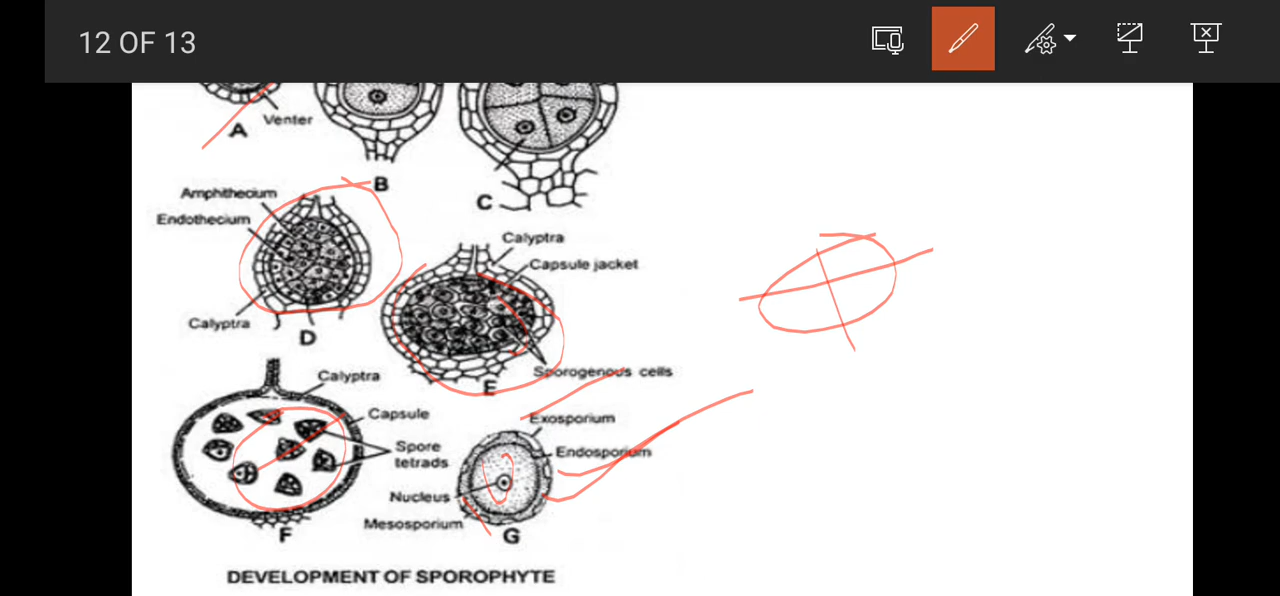 12 OF 13
Venter
A
B
C
Amphithecium
Endothecium
Calyptra
D
Calyptra
Capsule jacket
Sporogenous cells
E
Calyptra
Capsule
Spore
tetrads
F
Exosporium
Endosporium
Nucleus
Mesosporium
G
DEVELOPMENT OF SPOROPHYTE